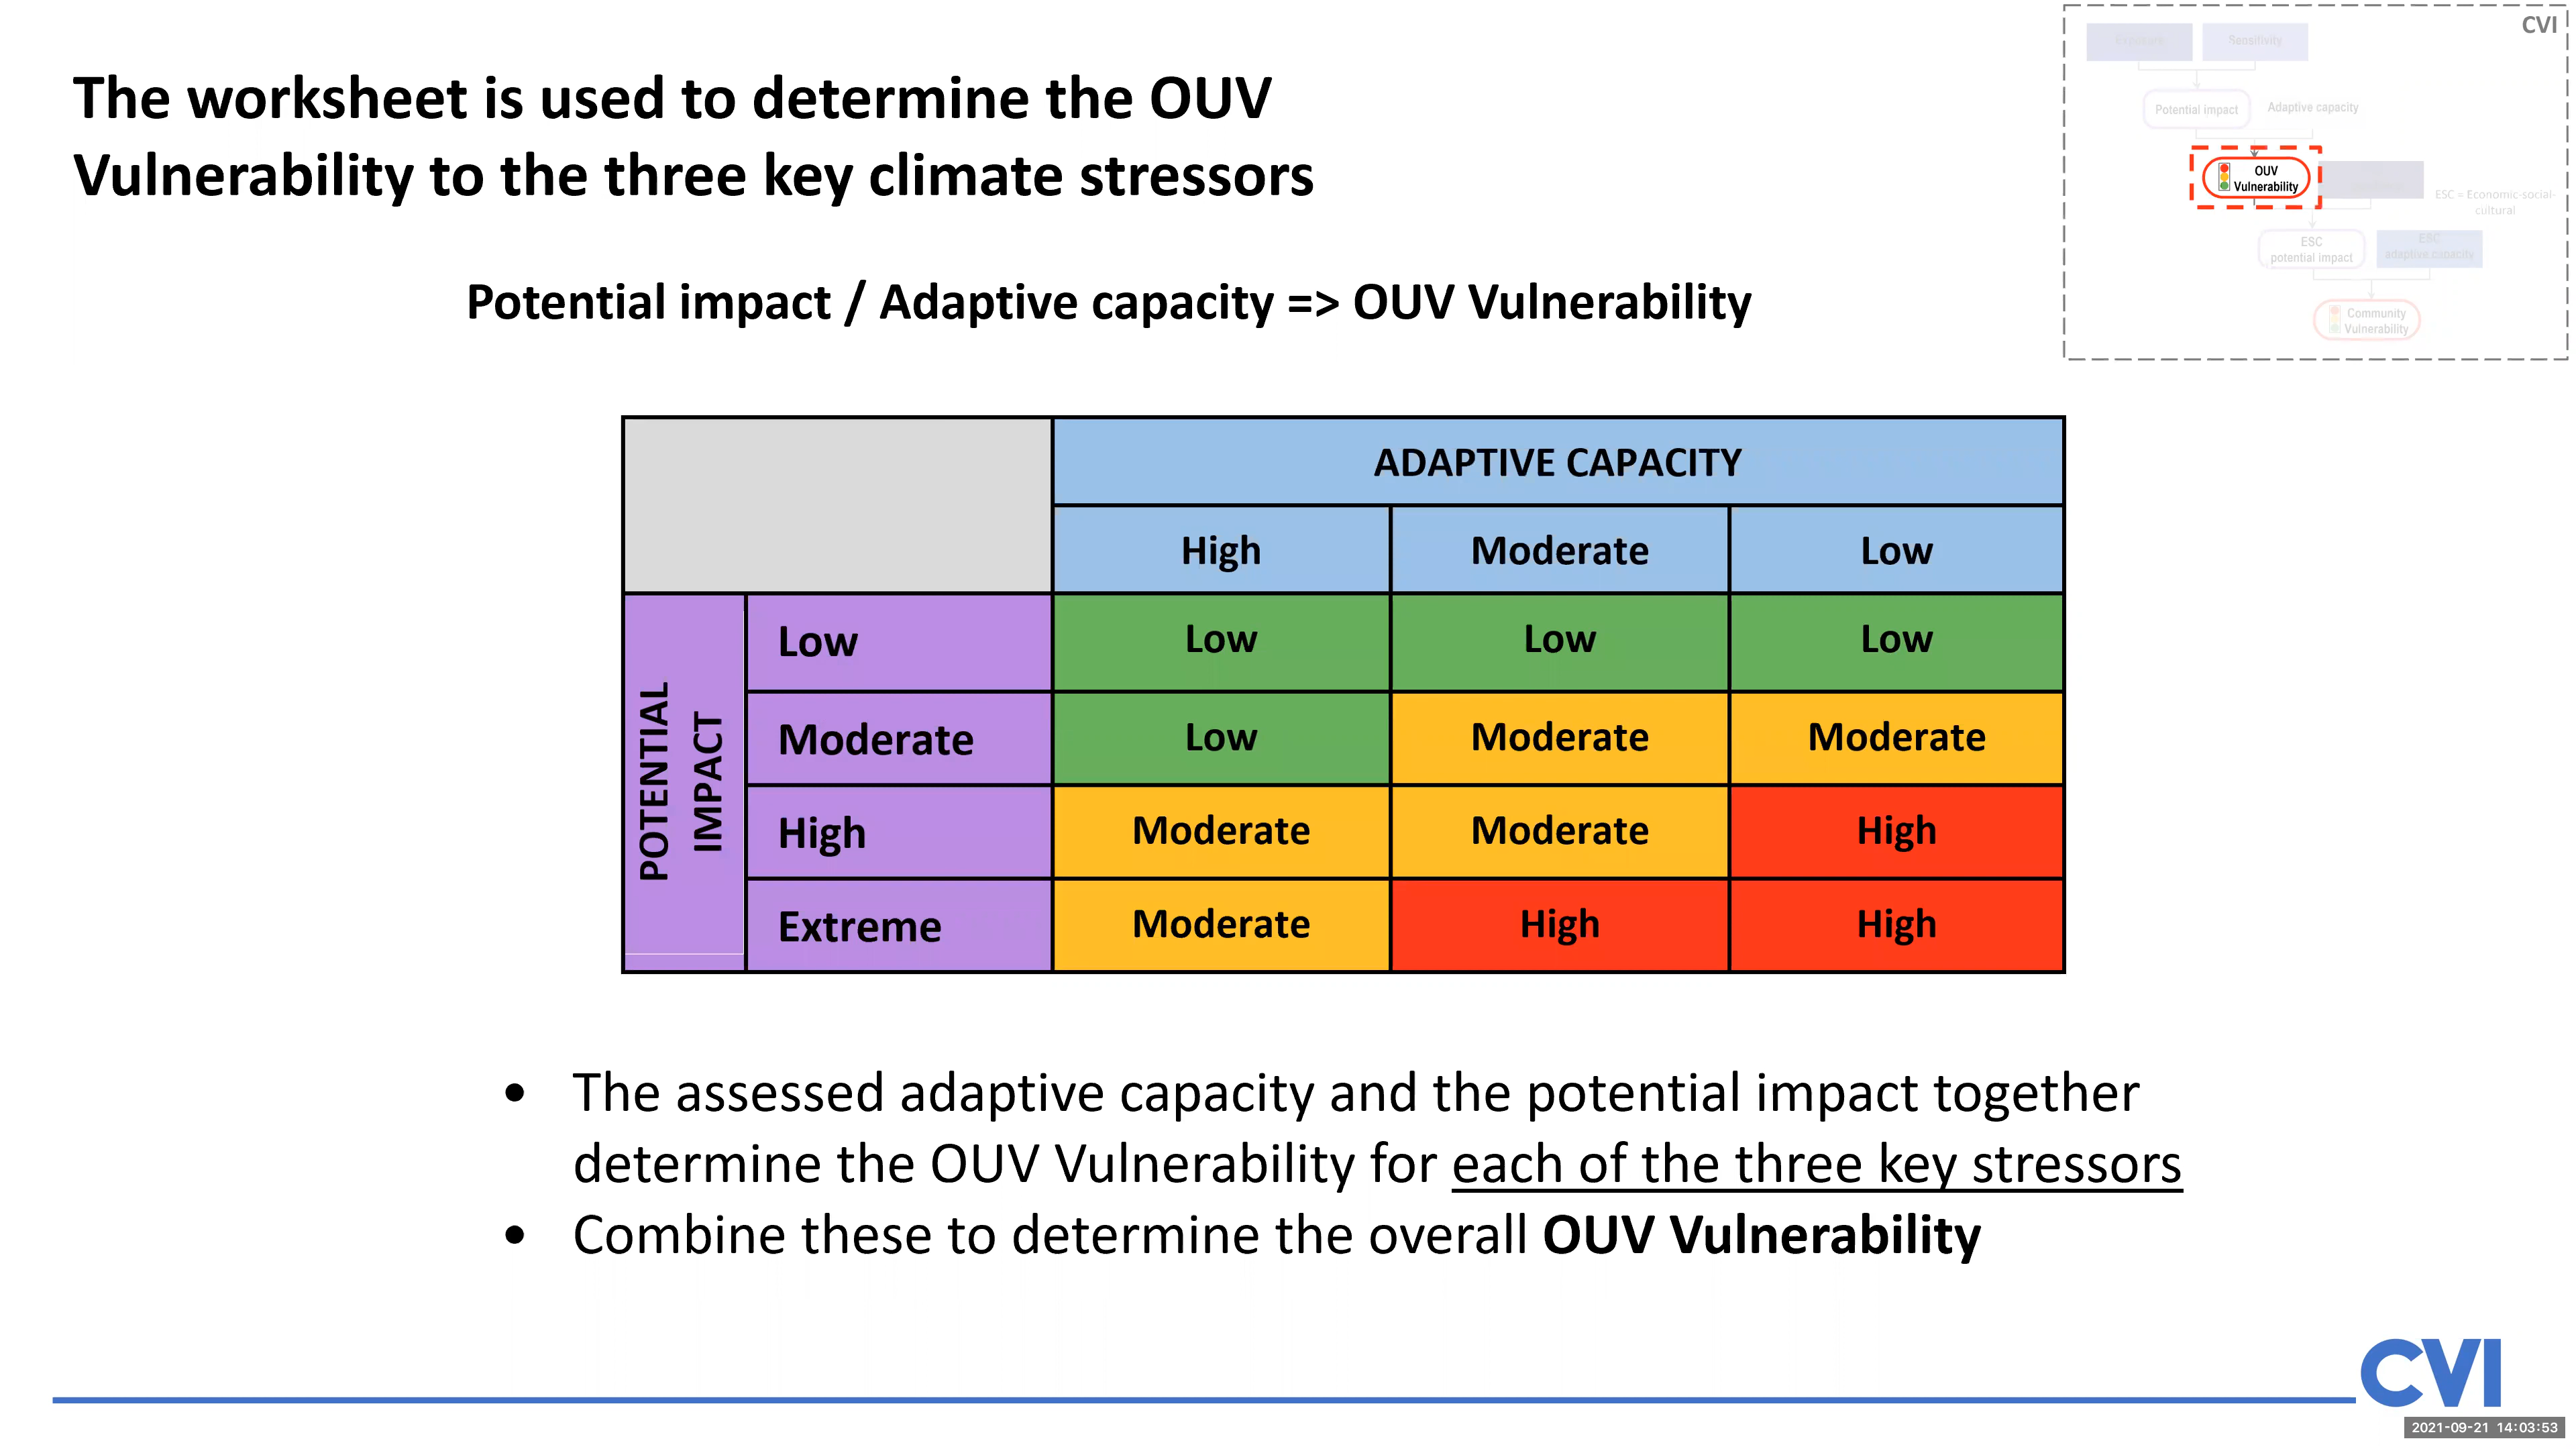 The worksheet is used to determine the OUV
Vulnerability to the three key climate stressors
Potential impact / Adaptive capacity => OUV Vulnerability
CVI
Sensitivity
Potential impact
Adaptive capacity
OUV
Vulnerability
ESC = Economic-social-
cultural
ESC
potential impact
ESC
adaptive capacity
Community
Vulnerability
ADAPTIVE CAPACITY
High Moderate Low
POTENTIAL
IMPACT
Low Low Low Low
Moderate Low Moderate Moderate
High Moderate Moderate High
Extreme Moderate High High
• The assessed adaptive capacity and the potential impact together
determine the OUV Vulnerability for each of the three key stressors
• Combine these to determine the overall OUV Vulnerability
CVI
2021-09-21 14:03:53